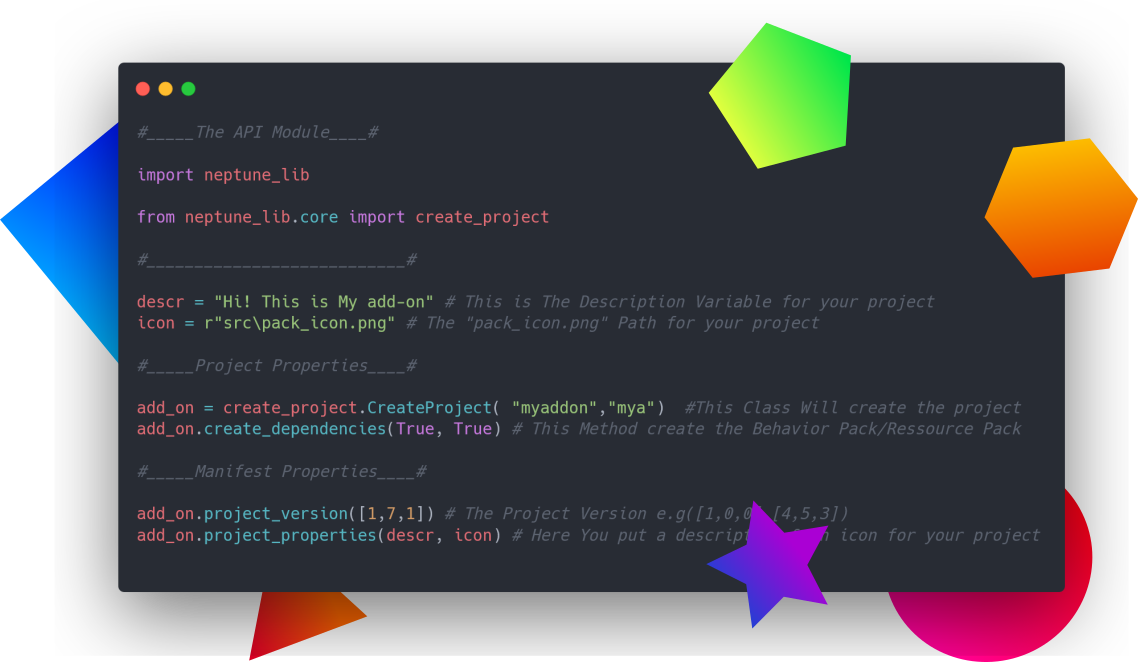 #_____The API Module____#
import neptune_lib
from neptune_lib.core import create_project
#___________________________#
descr = "Hi! This is My add-on" # This is The Description Variable for your project
icon = r"src\pack_icon.png" # The "pack_icon.png" Path for your project
#_____Project Properties____#
add_on = create_project.CreateProject( "myaddon","mya")  #This Class Will create the project
add_on.create_dependencies(True, True) # This Method create the Behavior Pack/Ressource Pack
#_____Manifest Properties____#
add_on.project_version([1,7,1]) # The Project Version e.g([1,0,0] [4,5,3])
add_on.project_properties(descr, icon) # Here You put a icon for your project